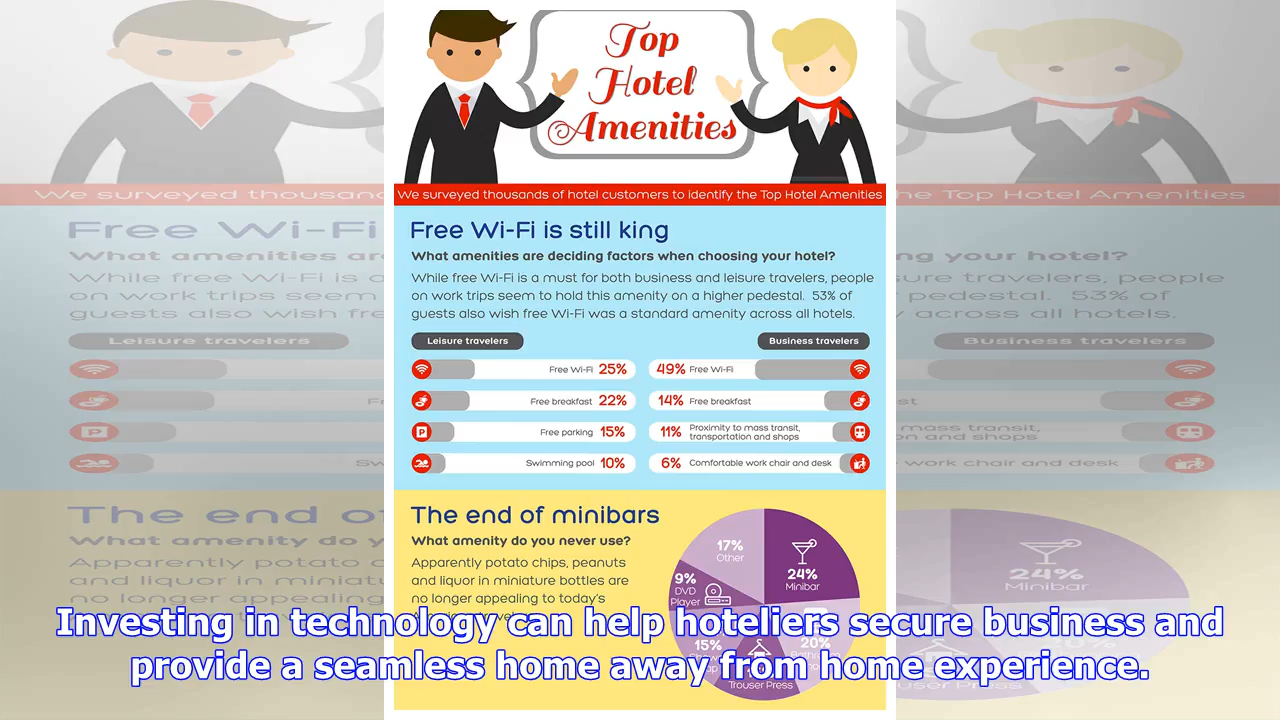 Top
Hotel
Amenities
We surveyed thousands of hotel customers to identify the Top Hotel Amenities
Free Wi-Fi is still king
What amenities are deciding factors when choosing your hotel?
While free Wi-Fi is a must for both business and leisure travelers, people
on work trips seem to hold this amenity on a higher pedestal. 53% of
guests also wish free Wi-Fi was a standard amenity across all hotels.
Leisure travelers
Free Wi-Fi 25%
Free breakfast 22%
Free parking 15%
Swimming pool 10%
Business travelers
49% Free Wi-Fi
14% Free breakfast
11% Proximity to mass transit,
transportation and shops
6% Comfortable work chair and desk
The end of minibars
What amenity do you never use?
Apparently potato chips, peanuts
and liquor in miniature bottles are
no longer appealing to today's
17%
Other
24%
Minibar
9%
DVD
Player
15%
20%
Trouser Press
Investing in technology can help hoteliers secure business and
provide a seamless home away from home experience.